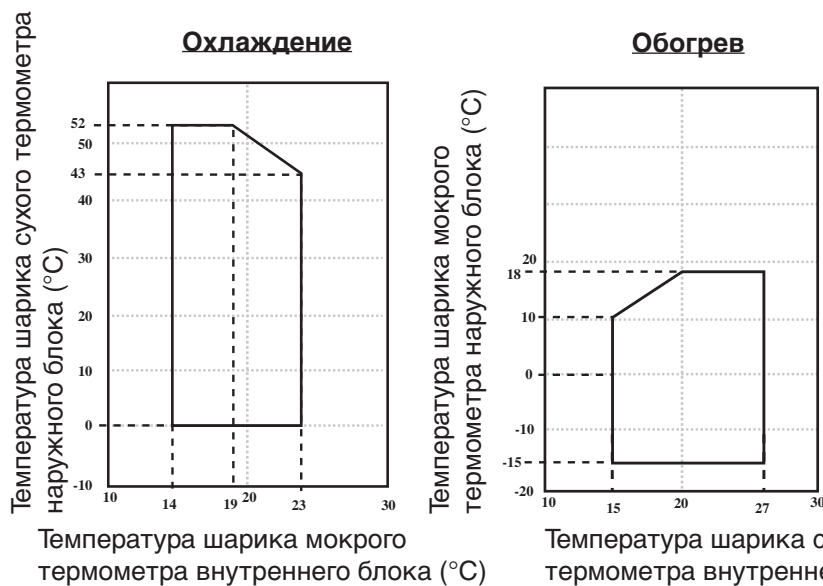 Охлаждение
Температура шарика сухого термометра
наружного блока (°C)
52
50
43
40
30
20
10
0
-10
10
14
19
20
23
30
Температура шарика мокрого
термометра внутреннего блока (°C)
Обогрев
Температура шарика мокрого
термометра наружного блока (°C)
20
18
10
0
-10
-15
-20
10
15
20
27
30
Температура шарика с
термометра внутренне